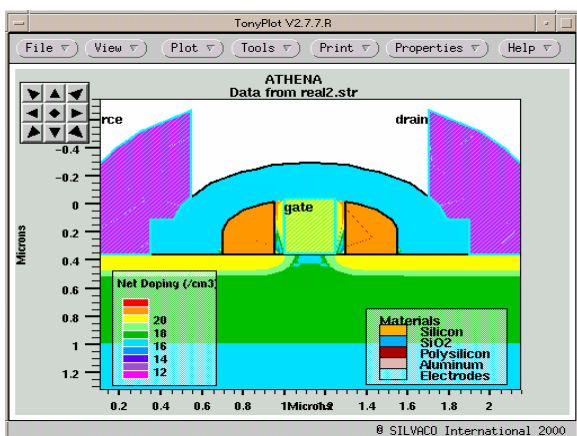 TonyPlot V2.7.7.R
File View Plot Tools Print Properties Help
ATHENA
Data from real2.str
rce
drain
gate
Microns
-0.4
-0.2
0
0.2
0.4
0.6
0.8
1
1.2
Net Doping (/cm3)
20
18
16
14
12
Materials
Silicon
SiO2
Polysilicon
Aluminum
Electrodes
0.2 0.4 0.6 0.8 1 Microns 1.4 1.6 1.8 2
© SILVACO International 2000